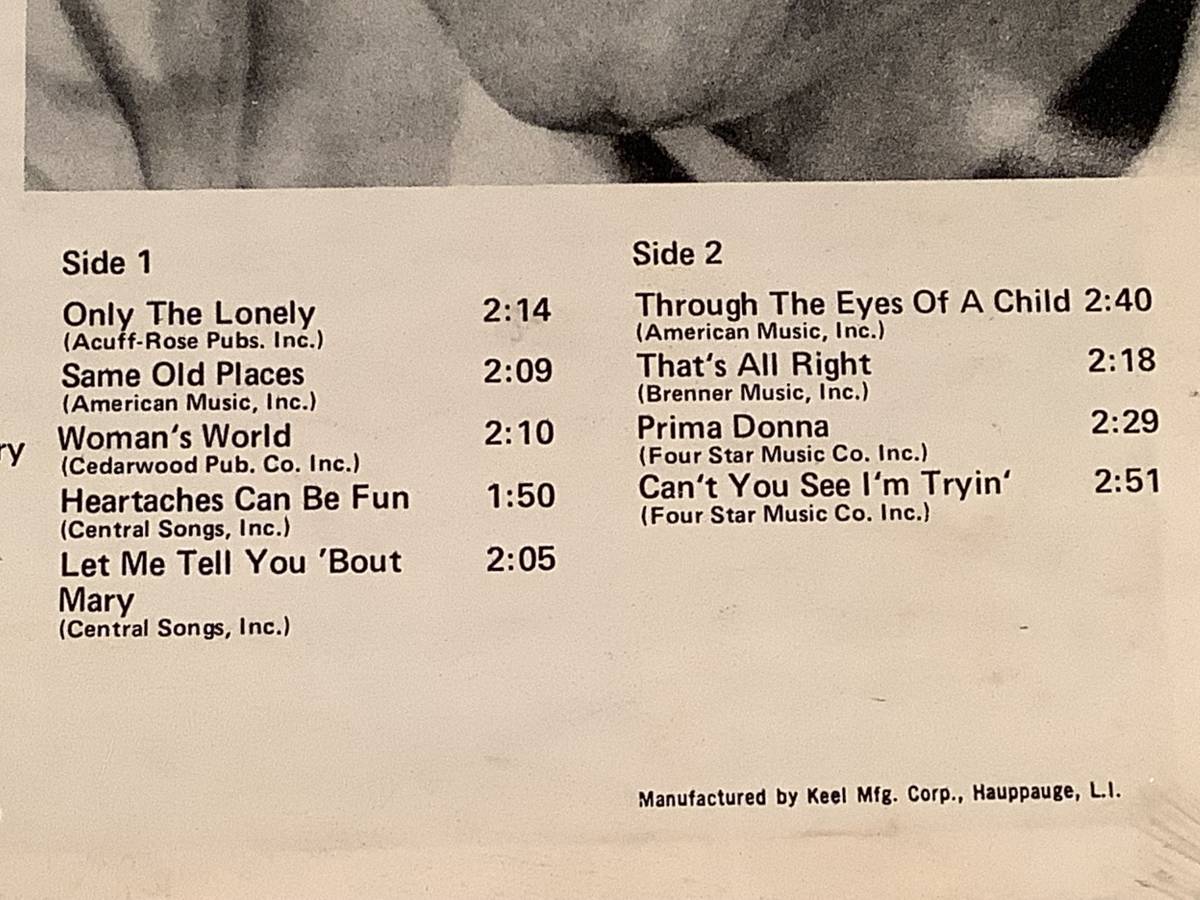 ry
Side 1
Only The Lonely 2:14
(Acuff-Rose Pubs. Inc.)
Same Old Places 2:09
(American Music, Inc.)
Woman's World 2:10
(Cedarwood Pub. Co. Inc.)
Heartaches Can Be Fun 1:50
(Central Songs, Inc.)
Let Me Tell You 'Bout 2:05
Mary
(Central Songs, Inc.)
Side 2
Through The Eyes Of A Child 2:40
(American Music, Inc.)
That's All Right 2:18
(Brenner Music, Inc.)
Prima Donna 2:29
(Four Star Music Co. Inc.)
Can't You See I'm Tryin' 2:51
(Four Star Music Co. Inc.)
Manufactured by Keel Mfg. Corp., Hauppauge, L.I.